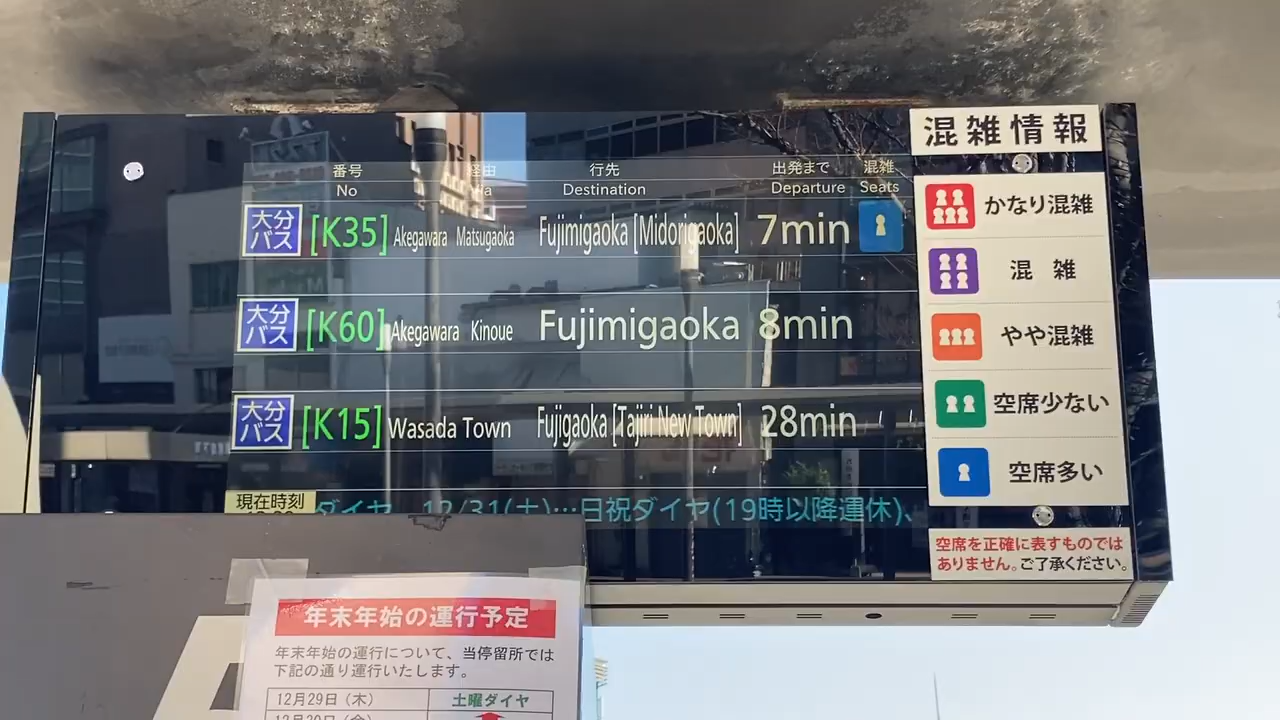 混雑情報
番号 経由 行先 出発まで 混雑
No Via Destination Departure Seats
大分バス [K35] Akegawara Matsugaoka Fujimigaoka [Midorigaoka] 7min
大分バス [K60] Akegawara Kinoue Fujimigaoka 8min
大分バス [K15] Wasada Town Fujigaoka [Tajiri New Town] 28min
現在時刻
ダイヤ、12/31(土)…日祝ダイヤ(19時以降運休)、
かなり混雑
混雑
やや混雑
空席少ない
空席多い
空席を正確に表すものでは
ありません。ご了承ください。
年末年始の運行予定
年末年始の運行について、当停留所では
下記の通り運行いたします。
12月29日（木） 土曜ダイヤ
12月30日（金）